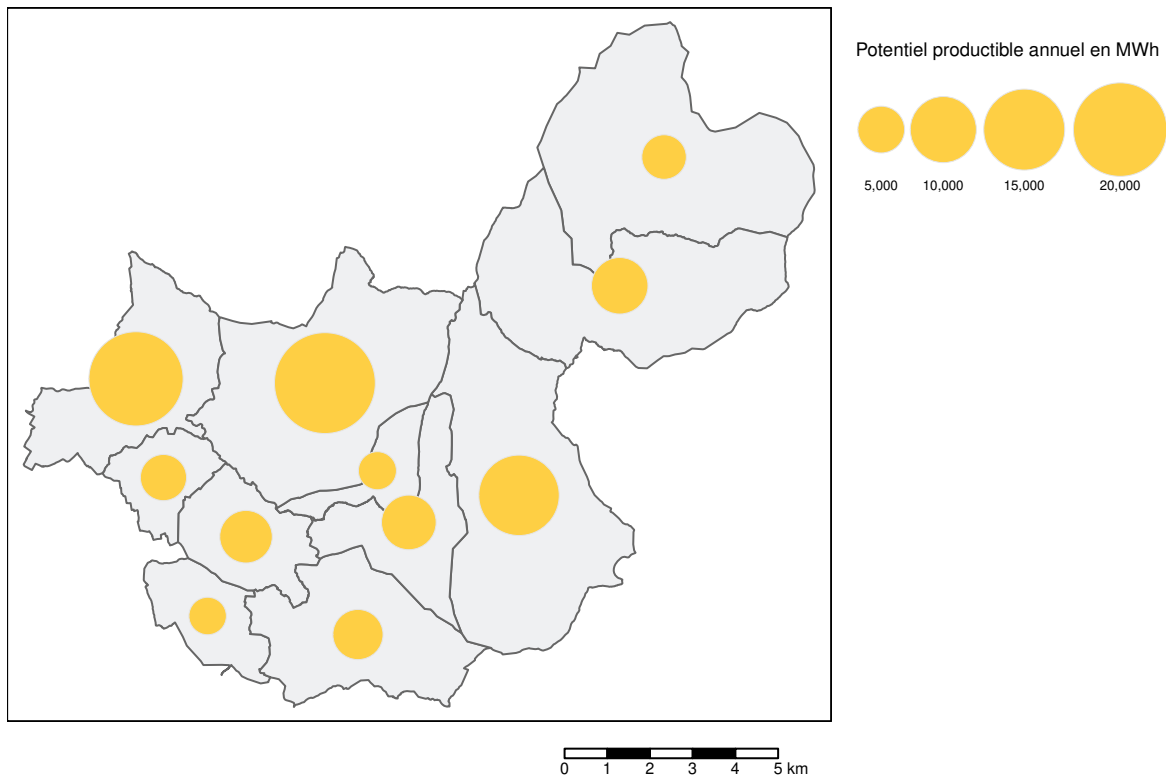 Potentiel productible annuel en MWh
5,000 10,000 15,000 20,000
0 1 2 3 4 5 km